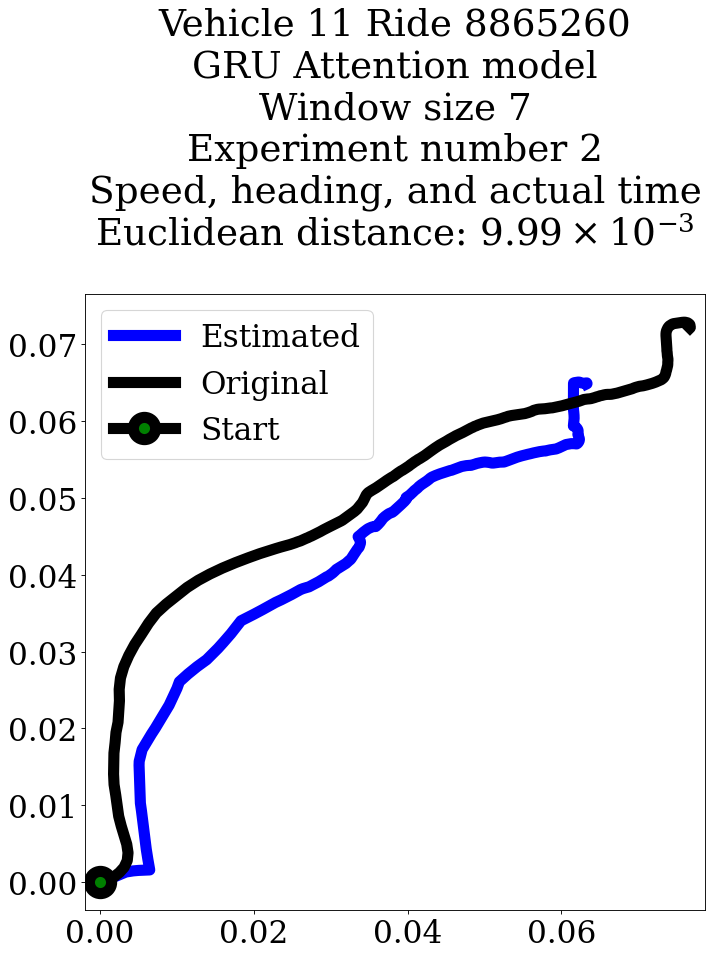 Vehicle 11 Ride 8865260
GRU Attention model
Window size 7
Experiment number 2
Speed, heading, and actual time
Euclidean distance: 9.99 × 10⁻³
Estimated
Original
Start
0.07
0.06
0.05
0.04
0.03
0.02
0.01
0.00
0.00 0.02 0.04 0.06